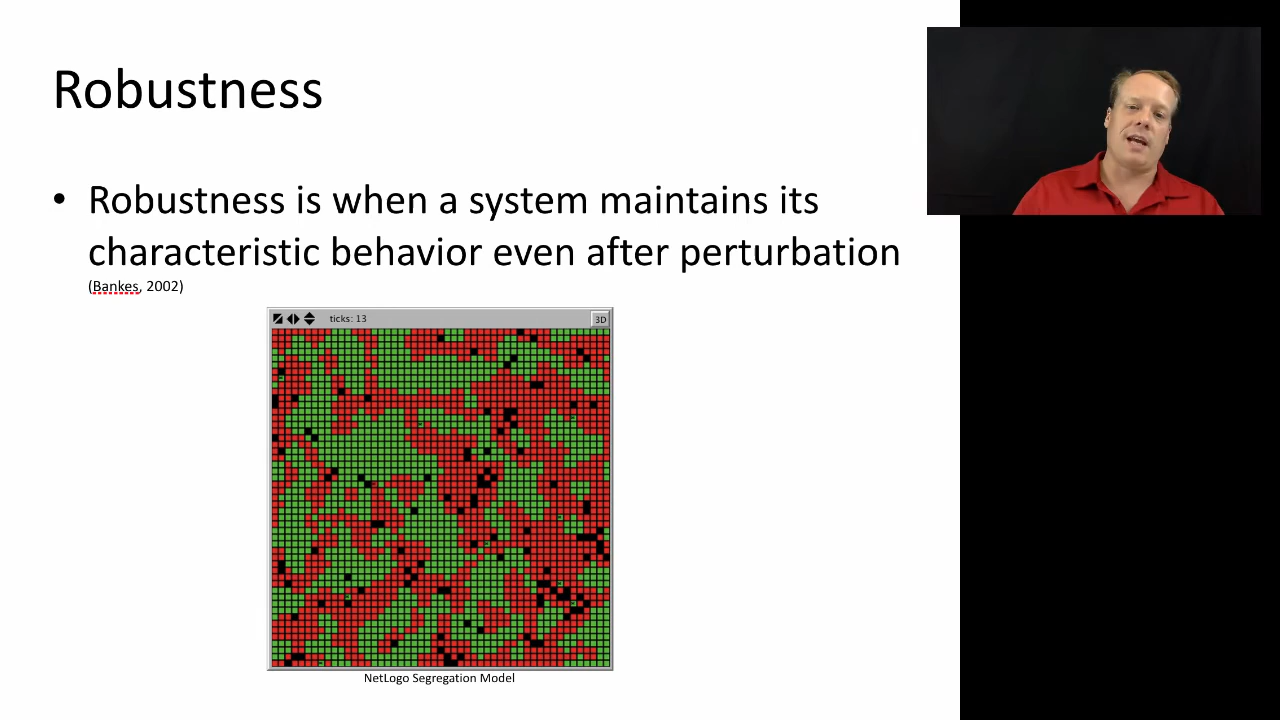 Robustness
• Robustness is when a system maintains its
characteristic behavior even after perturbation
(Bankes, 2002)
ticks: 13
3D
NetLogo Segregation Model